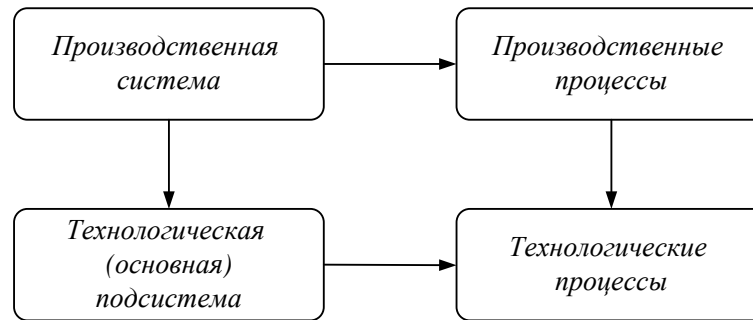 Производственная
система
Производственные
процессы
Технологическая
(основная)
подсистема
Технологические
процессы